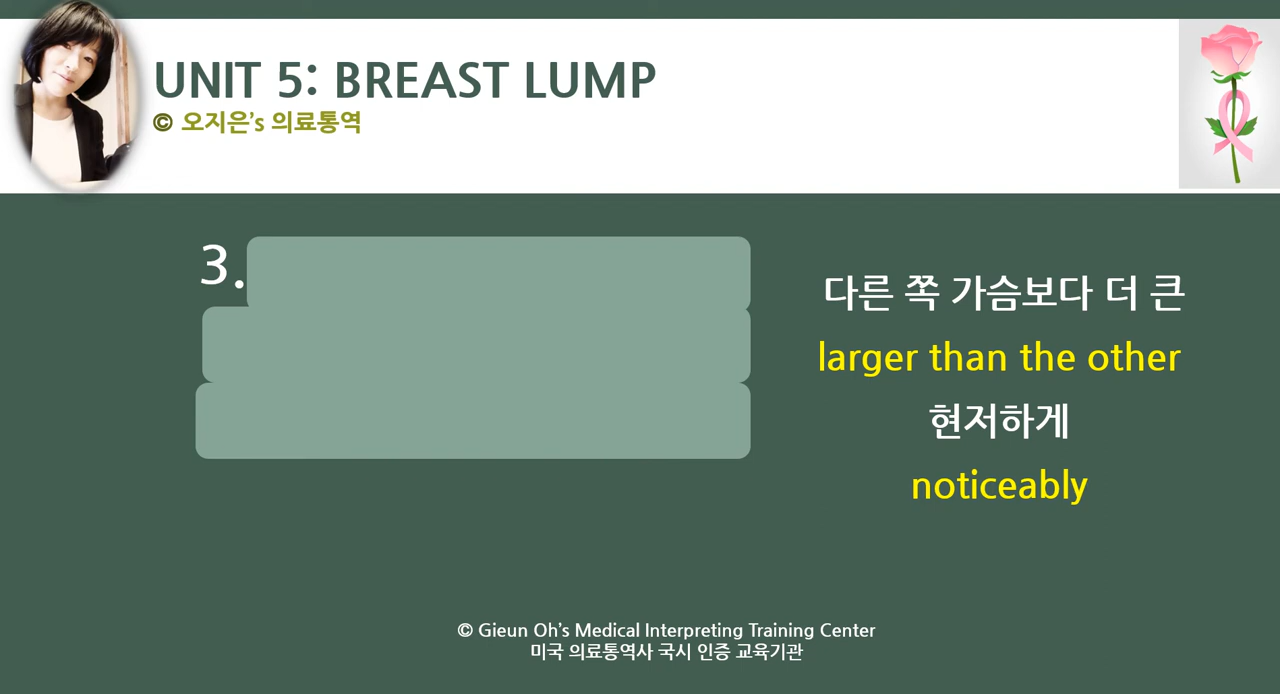 UNIT 5: BREAST LUMP
© 오지은’s 의료통역
3.
다른 쪽 가슴보다 더 큰
larger than the other
현저하게
noticeably
© Gieun Oh’s Medical Interpreting Training Center
미국 의료통역사 국시 인증 교육기관